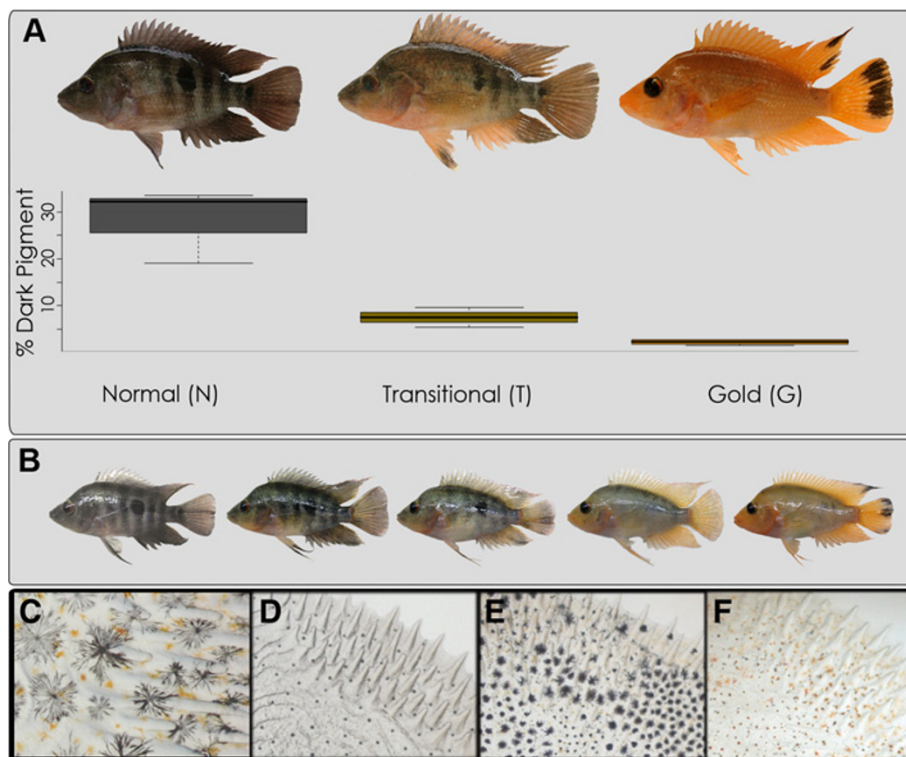 A
% Dark Pigment
30
20
10
Normal (N)
Transitional (T)
Gold (G)
B
C
D
E
F